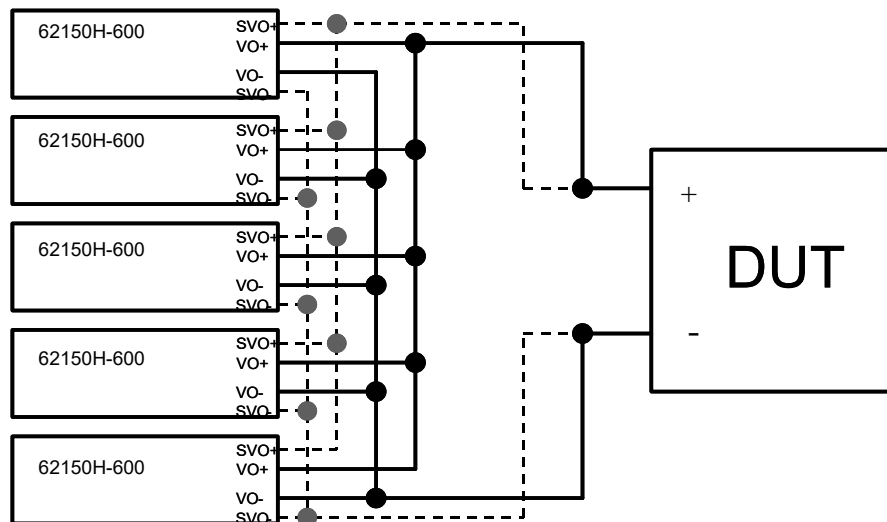 62150H-600
SVO+
VO+
VO-
SVO-
62150H-600
SVO+
VO+
VO-
SVO-
62150H-600
SVO+
VO+
VO-
SVO-
62150H-600
SVO+
VO+
VO-
SVO-
62150H-600
SVO+
VO+
VO-
SVO-
+
DUT
-